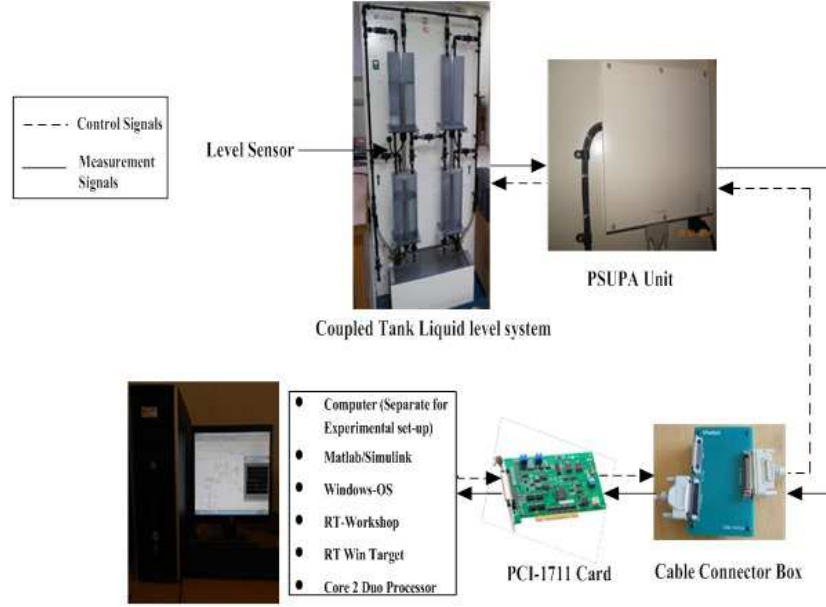 Control Signals
Measurement
Signals
Level Sensor
PSUPA Unit
Coupled Tank Liquid level system
Computer (Separate for
Experimental set-up)
Matlab/Simulink
Windows-OS
RT-Workshop
RT Win Target
Core 2 Duo Processor
PCI-1711 Card
Cable Connector Box